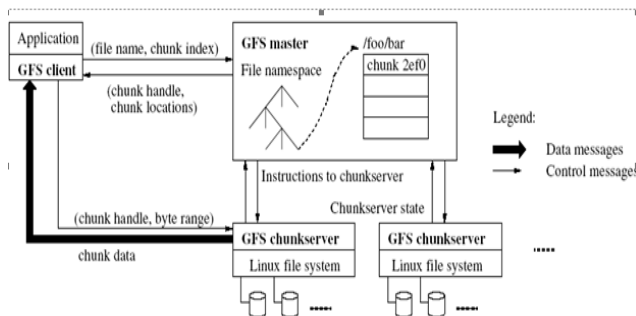 Application
GFS client
(file name, chunk index)
(chunk handle,
chunk locations)
GFS master
File namespace
/foo/bar
chunk 2ef0
Legend:
Data messages
Control messages
Instructions to chunkserver
Chunkserver state
(chunk handle, byte range)
chunk data
GFS chunkserver
Linux file system
GFS chunkserver
Linux file system